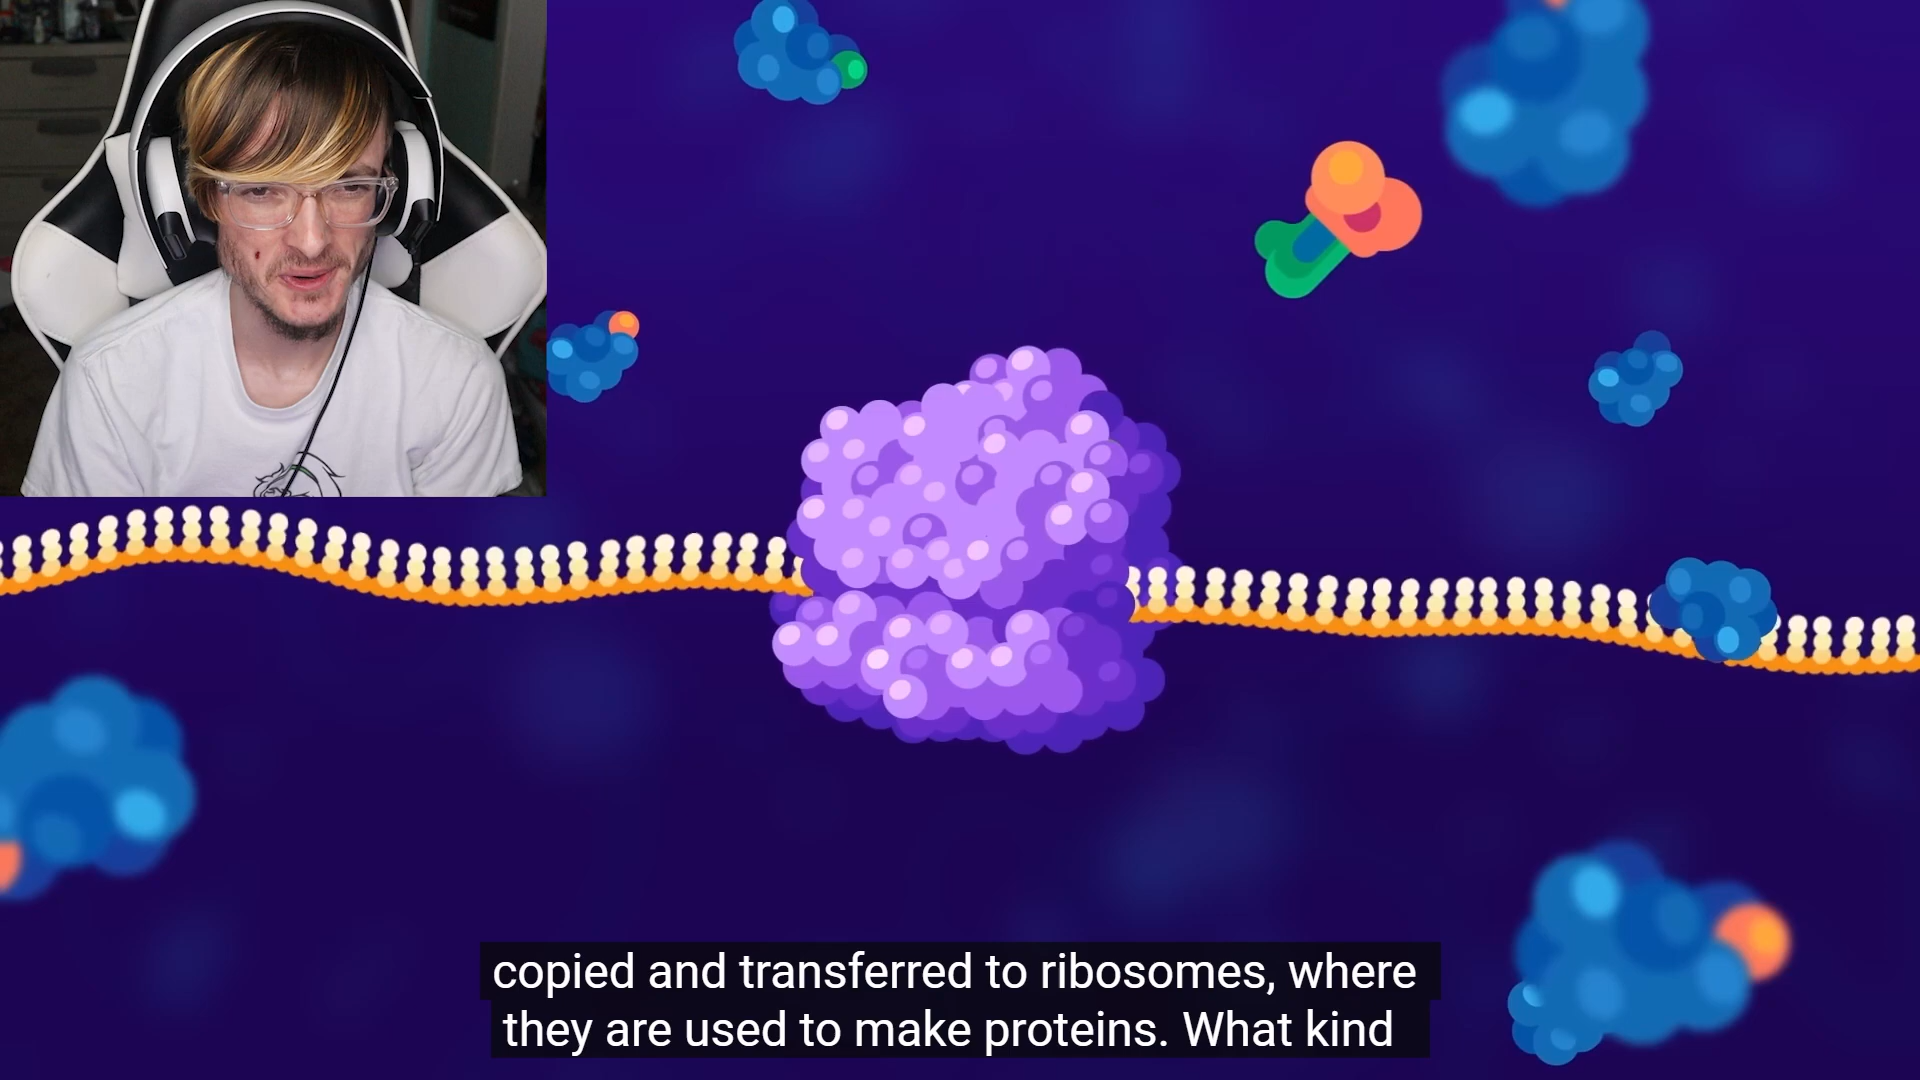 copied and transferred to ribosomes, where
they are used to make proteins. What kind